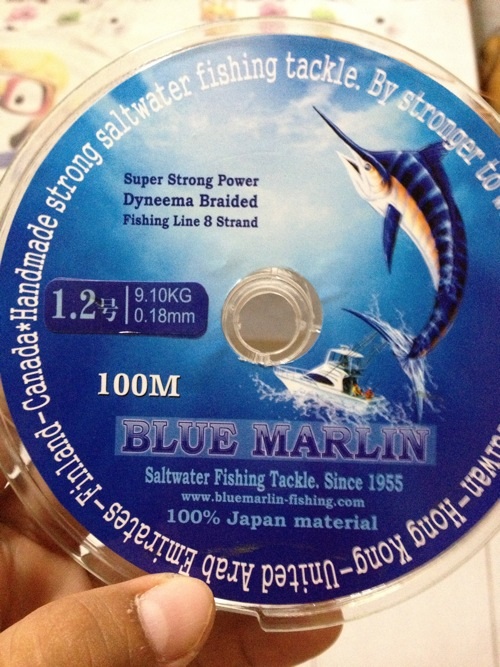 *Handmade strong saltwater fishing tackle. By stronger to
Super Strong Power
Dyneema Braided
Fishing Line 8 Strand
1.2号
9.10KG
0.18mm
100M
BLUE MARLIN
Saltwater Fishing Tackle. Since 1955
www.bluemarlin-fishing.com
100% Japan material
-Hong Kong-United Arab Emirates-Finland-Canada